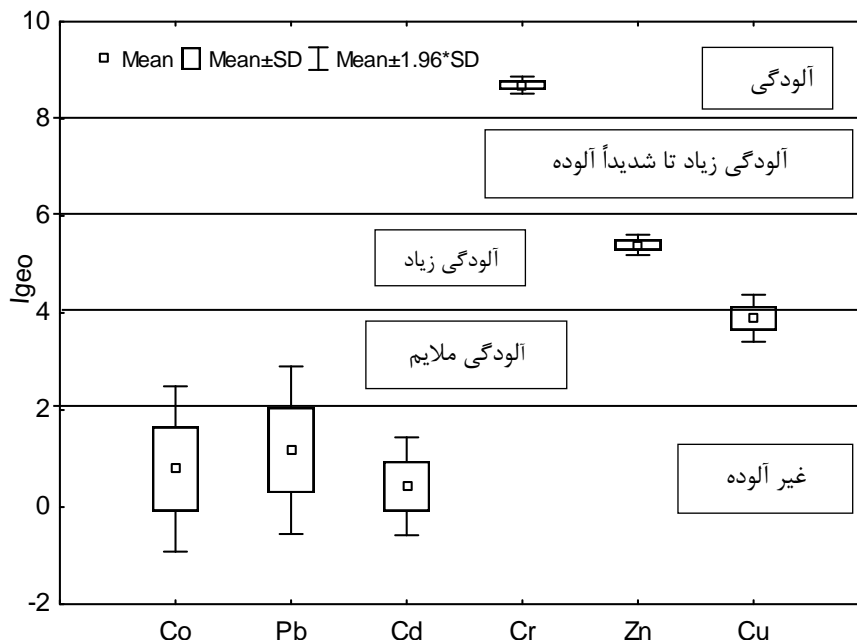 10
8
6
4
2
0
-2
Igeo
Mean Mean±SD Mean±1.96*SD
آلودگی
آلودگی زیاد تا شدیداً آلوده
آلودگی زیاد
آلودگی ملایم
غیر آلوده
Co Pb Cd Cr Zn Cu